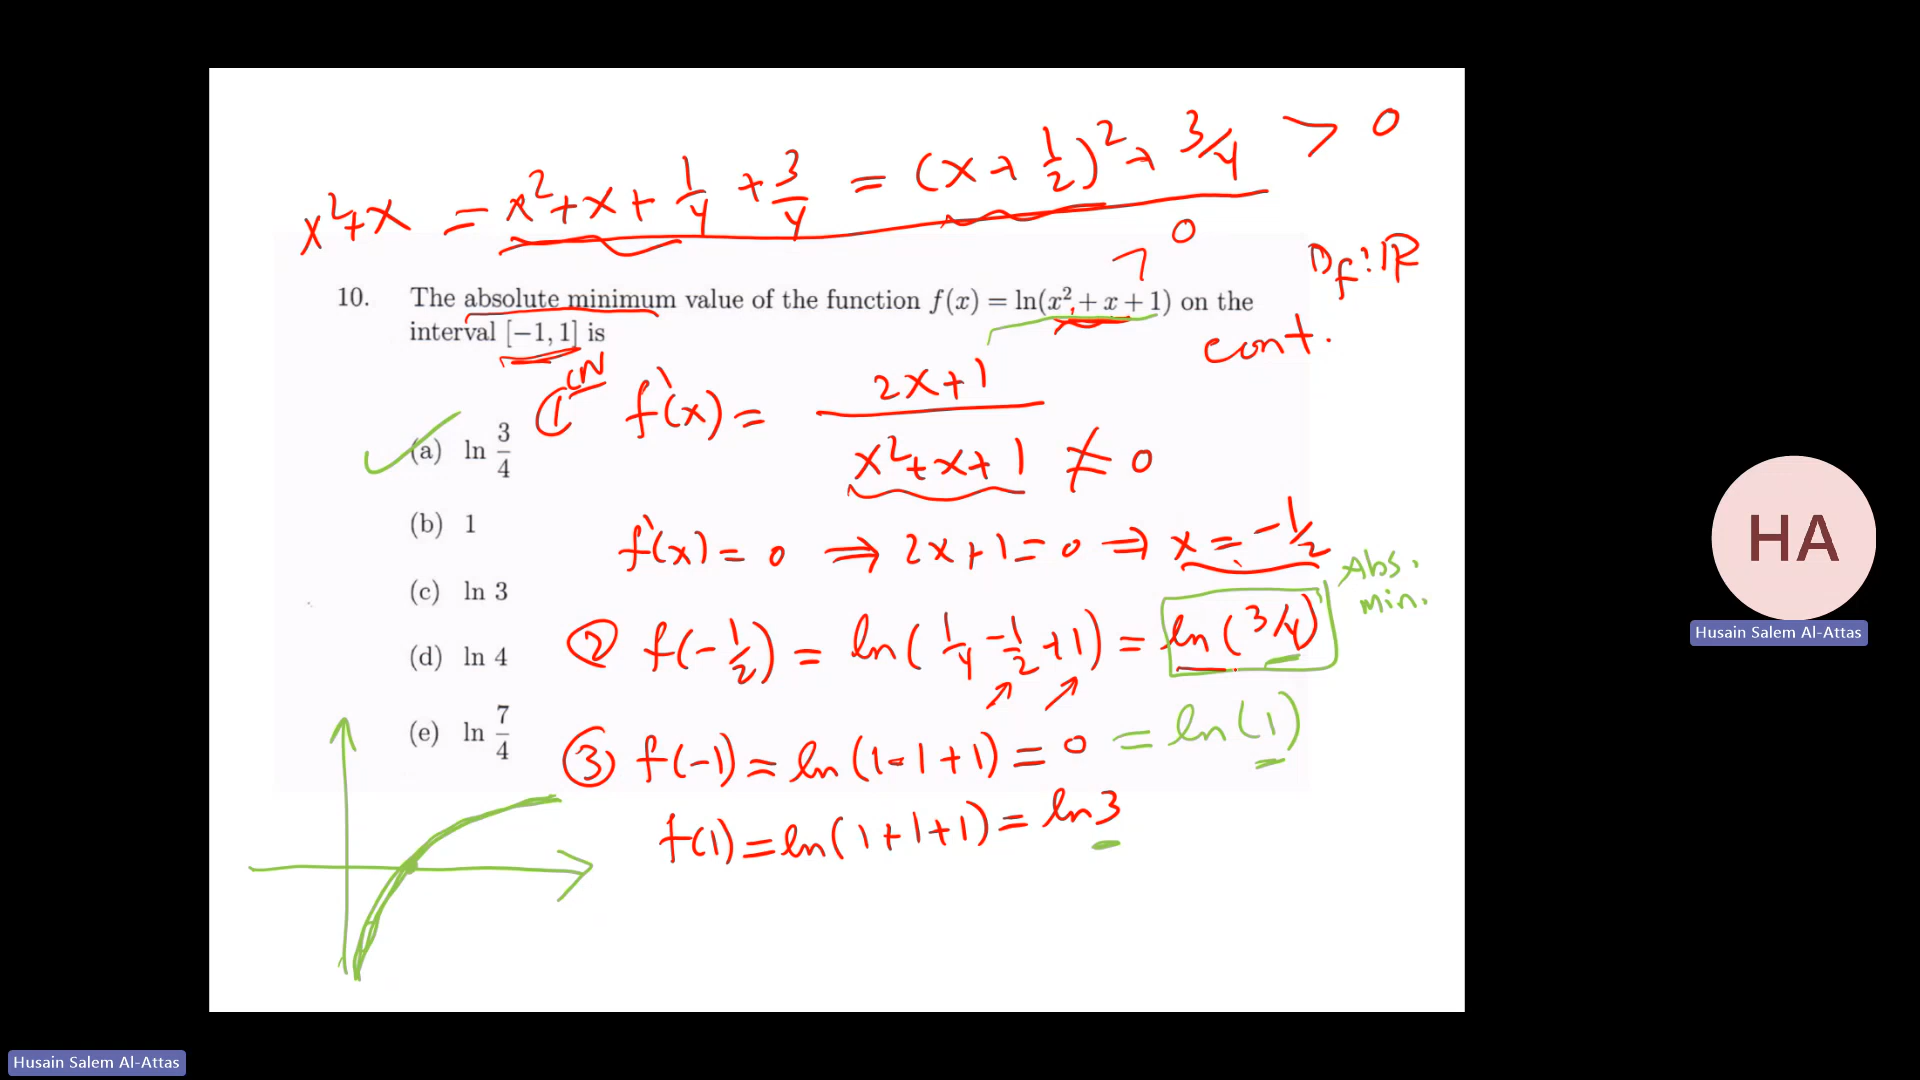 x²+x = x²+x+1/4 + 3/4 = (x+1/2)²+ 3/4 > 0
> 0
D_f: ℝ
10. The absolute minimum value of the function f(x) = ln(x² + x + 1) on the
interval [−1, 1] is
cont.
① CN f'(x) = (2x+1)/(x²+x+1) ≠ 0
(a) ln 3/4
(b) 1
f'(x) = 0 ⇒ 2x+1=0 ⇒ x = -1/2
Abs.
min.
(c) ln 3
② f(-1/2) = ln(1/4 - 1/2 + 1) = ln(3/4)
(d) ln 4
(e) ln 7/4
③ f(-1) = ln(1-1+1) = 0 = ln(1)
f(1) = ln(1+1+1) = ln 3
HA
Husain Salem Al-Attas
Husain Salem Al-Attas